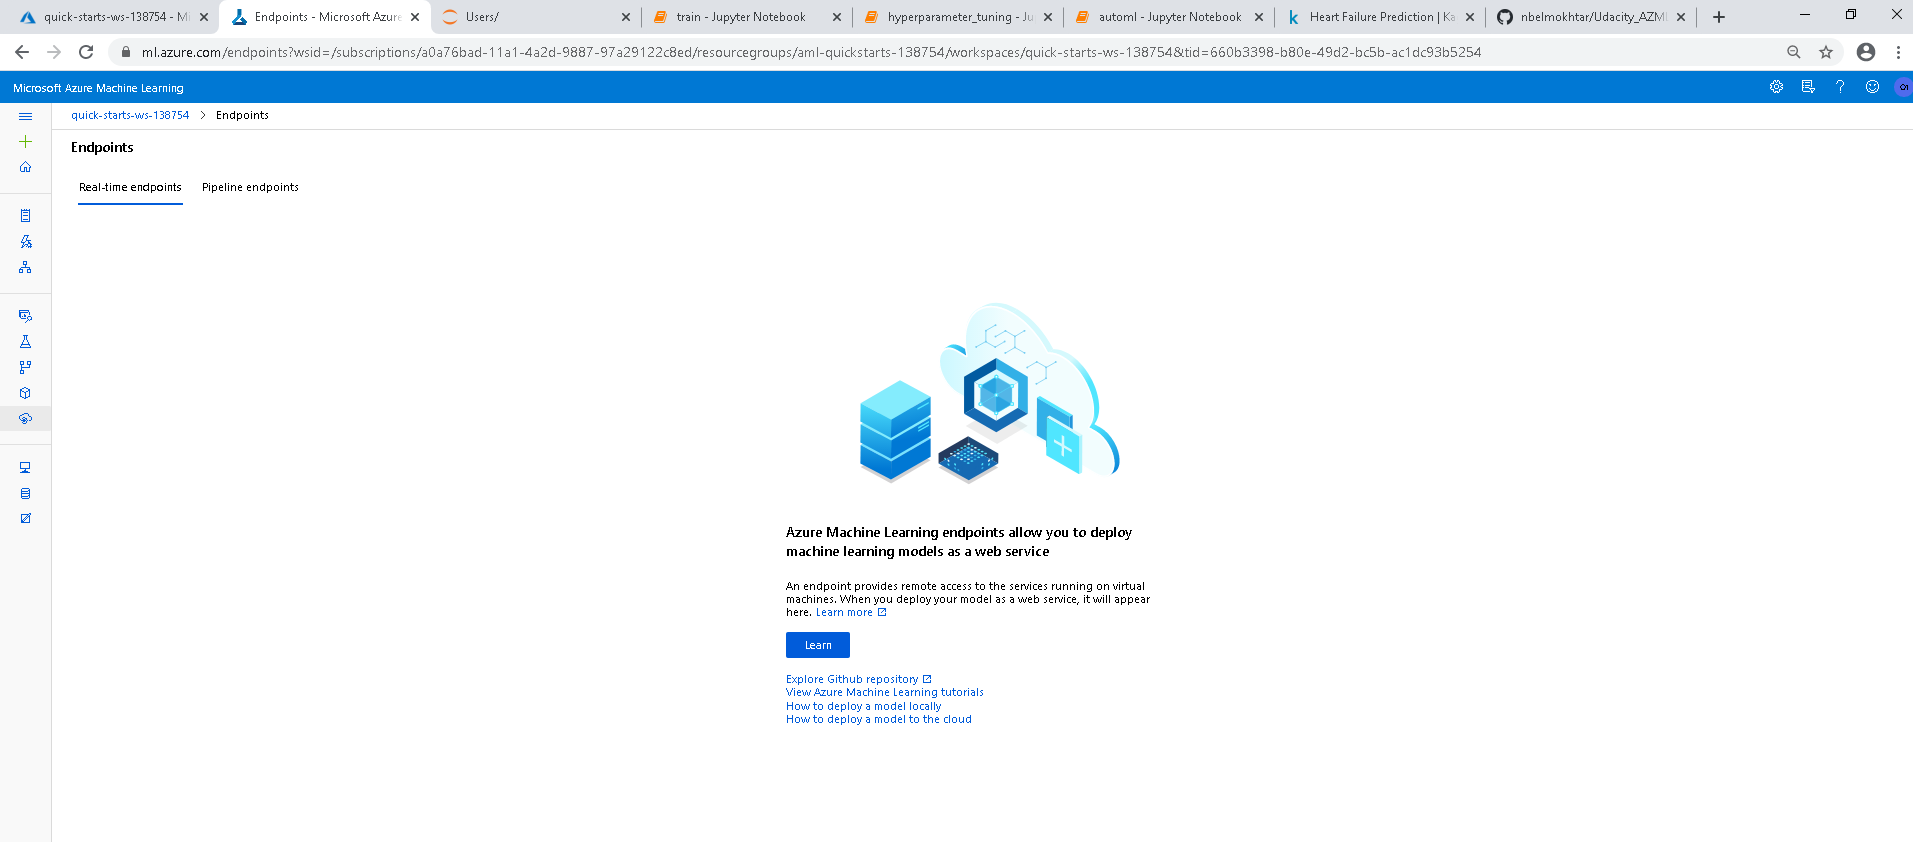 quick-starts-ws-138754 - Mi
Endpoints - Microsoft Azure
Users/
train - Jupyter Notebook
hyperparameter_tuning - Ju
automl - Jupyter Notebook
Heart Failure Prediction | Ka
nbelmokhtar/Udacity_AZML
ml.azure.com/endpoints?wsid=/subscriptions/a0a76bad-11a1-4a2d-9887-97a29122c8ed/resourcegroups/aml-quickstarts-138754/workspaces/quick-starts-ws-138754&tid=660b3398-b80e-49d2-bc5b-ac1dc93b5254
Microsoft Azure Machine Learning
quick-starts-ws-138754 > Endpoints
Endpoints
Real-time endpoints
Pipeline endpoints
Azure Machine Learning endpoints allow you to deploy
machine learning models as a web service
An endpoint provides remote access to the services running on virtual
machines. When you deploy your model as a web service, it will appear
here. Learn more
Learn
Explore Github repository
View Azure Machine Learning tutorials
How to deploy a model locally
How to deploy a model to the cloud